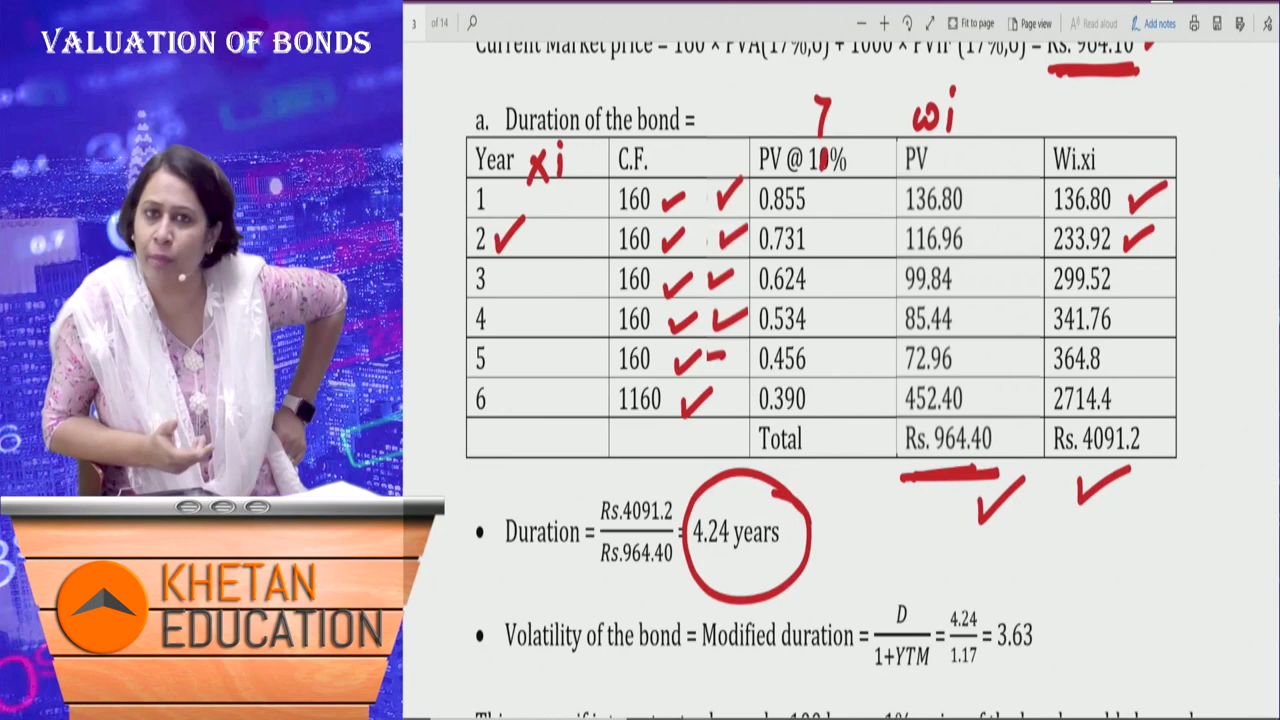 VALUATION OF BONDS
3 of 14
Fit to page
Page view
Read aloud
Add notes
Current Market price = 160 × PVA(17%,6) + 1000 × PVIF (17%,6) = Rs. 964.10
a. Duration of the bond =
7 wi
Year xi C.F. PV @ 18% PV Wi.xi
1 160 0.855 136.80 136.80
2 160 0.731 116.96 233.92
3 160 0.624 99.84 299.52
4 160 0.534 85.44 341.76
5 160 0.456 72.96 364.8
6 1160 0.390 452.40 2714.4
Total Rs. 964.40 Rs. 4091.2
• Duration = Rs.4091.2 / Rs.964.40 = 4.24 years
• Volatility of the bond = Modified duration = D / 1+YTM = 4.24 / 1.17 = 3.63
KHETAN
EDUCATION